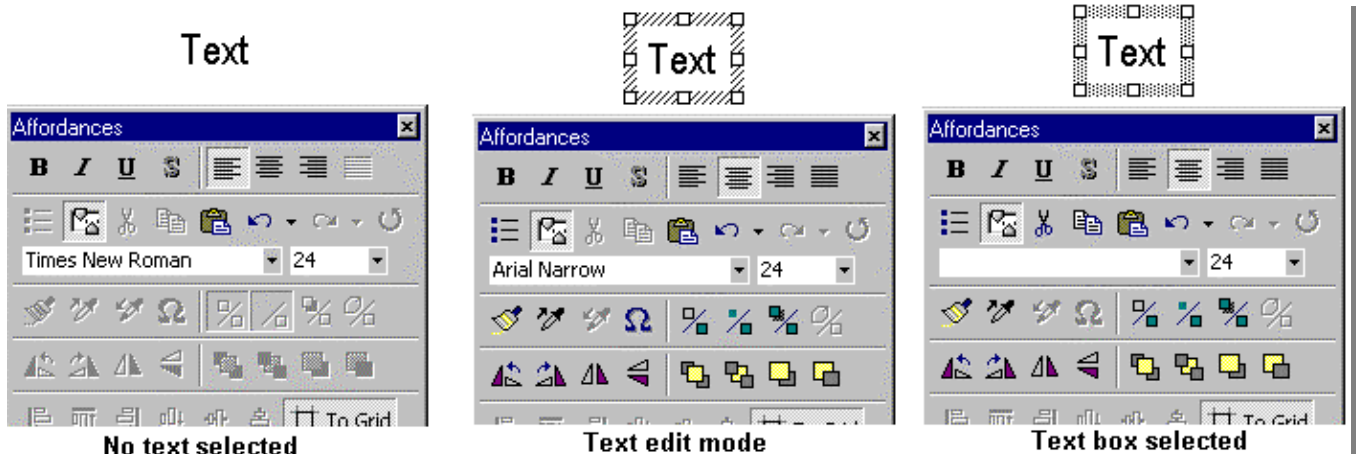 Text
Affordances
B I U S
Times New Roman 24
Ω
To Grid
No text selected
Text
Affordances
B I U S
Arial Narrow 24
Ω
Text edit mode
Text
Affordances
B I U S
24
Ω
To Grid
Text box selected